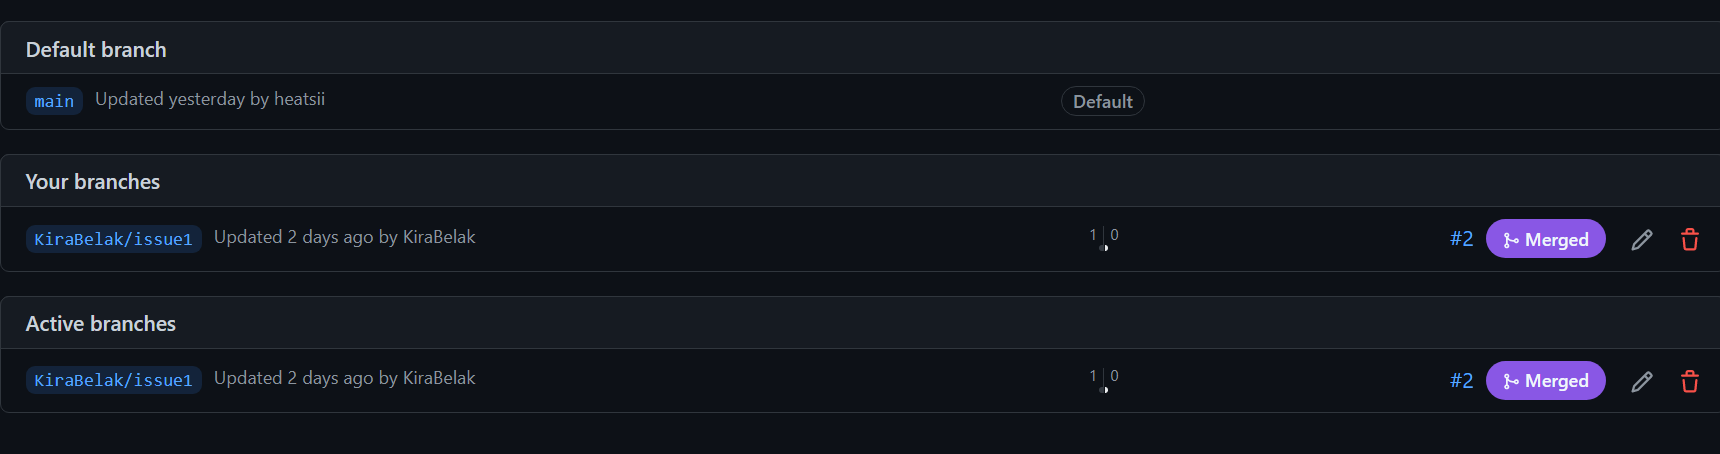 Default branch
main Updated yesterday by heatsii Default
Your branches
KiraBelak/issue1 Updated 2 days ago by KiraBelak 1 0 #2 Merged
Active branches
KiraBelak/issue1 Updated 2 days ago by KiraBelak 1 0 #2 Merged